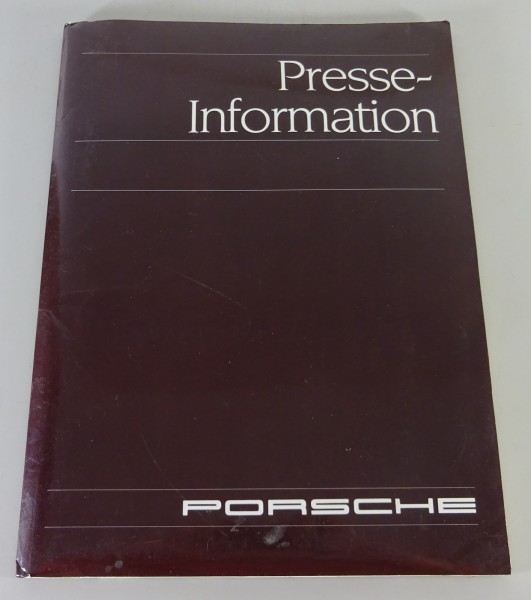 Presse-
Information
PORSCHE